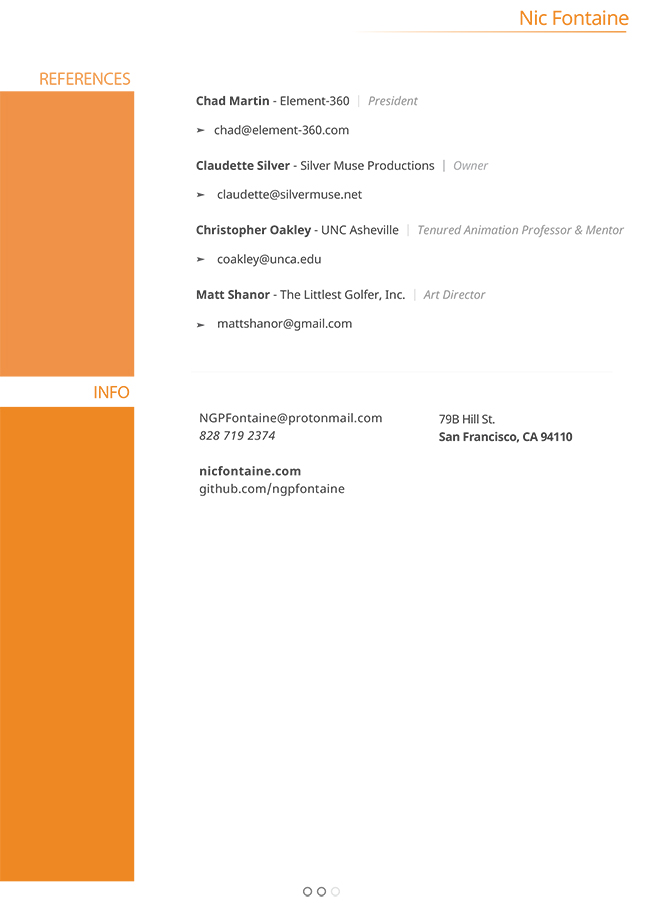 Nic Fontaine
REFERENCES
Chad Martin - Element-360 | President
➢ chad@element-360.com
Claudette Silver - Silver Muse Productions | Owner
➢ claudette@silvermuse.net
Christopher Oakley - UNC Asheville | Tenured Animation Professor & Mentor
➢ coakley@unca.edu
Matt Shanor - The Littlest Golfer, Inc. | Art Director
➢ mattshanor@gmail.com
INFO
NGPFontaine@protonmail.com
828 719 2374
nicfontaine.com
github.com/ngpfontaine
79B Hill St.
San Francisco, CA 94110